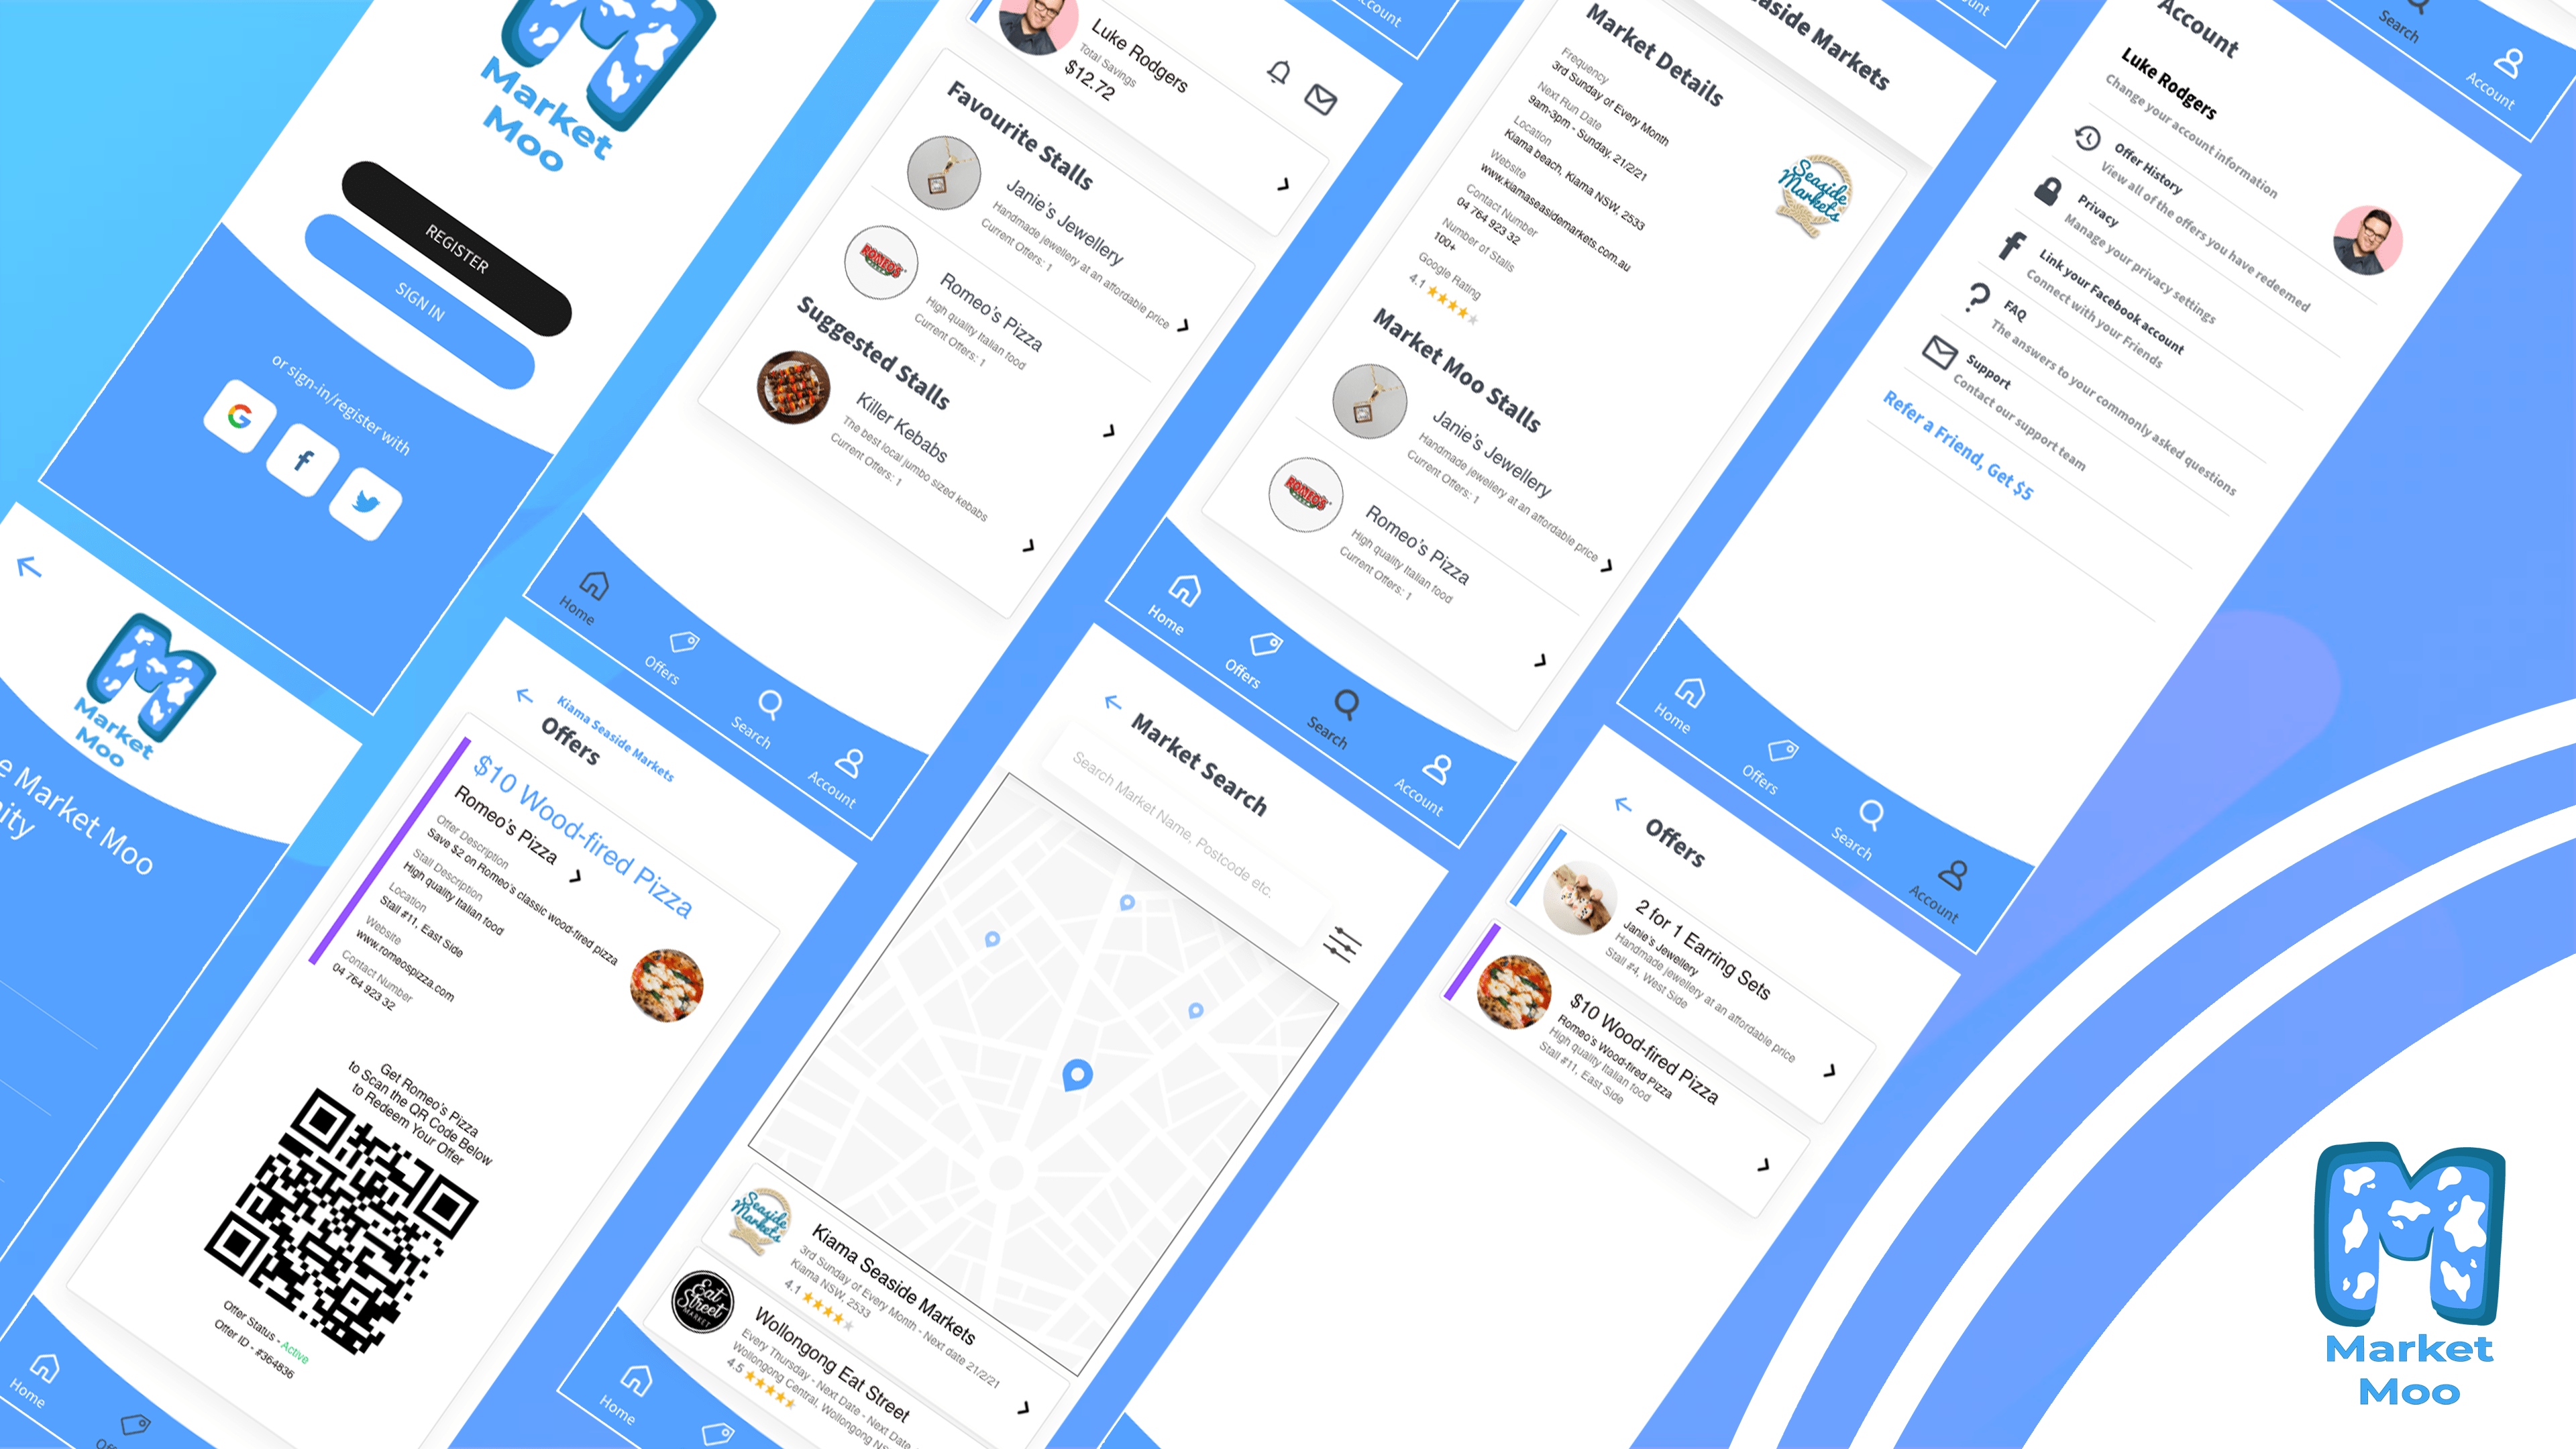 Market
Moo
REGISTER
SIGN IN
or sign-in/register with
Luke Rodgers
Total Savings
$12.72
Favourite Stalls
Janie's Jewellery
Handmade jewellery at an affordable price
Current Offers: 1
ROMEO'S
Romeo's Pizza
High quality Italian food
Current Offers: 1
Suggested Stalls
Killer Kebabs
The best local jumbo sized kebabs
Current Offers: 1
Home
Offers
Search
Account
Seaside Markets
Market Details
Frequency
3rd Sunday of Every Month
Next Run Date
9am-3pm - Sunday, 21/2/21
Location
Kiama beach, Kiama NSW, 2533
Website
www.kiamaseasidemarkets.com.au
Contact Number
04 764 923 32
Number of Stalls
100+
Google Rating
4.1
Seaside
Markets
Market Moo Stalls
Janie's Jewellery
Handmade jewellery at an affordable price
Current Offers: 1
ROMEO'S
Romeo's Pizza
High quality Italian food
Current Offers: 1
Home
Offers
Search
Account
Account
Luke Rodgers
Change your account information
Offer History
View all of the offers you have redeemed
Privacy
Manage your privacy settings
Link your Facebook account
Connect with your Friends
FAQ
The answers to your commonly asked questions
Support
Contact our support team
Refer a Friend, Get $5
Home
Offers
Search
Account
Search
Account
Market
Moo
Market Moo
Kiama Seaside Markets
Offers
$10 Wood-fired Pizza
Romeo's Pizza
Offer Description
Save $2 on Romeo's classic wood-fired pizza
Stall Description
High quality Italian food
Location
Stall #11, East Side
Website
www.romeospizza.com
Contact Number
04 764 923 32
Get Romeo's Pizza
to Scan the QR Code Below
to Redeem Your Offer
Offer Status - Active
Offer ID - #364836
Home
Market Search
Search Market Name, Postcode etc.
Seaside
Markets
Kiama Seaside Markets
3rd Sunday of Every Month - Next date 21/2/21
Kiama NSW, 2533
4.1
Eat
Street
MARKET
Wollongong Eat Street
Every Thursday - Next Date - Next Date
Wollongong Central, Wollongong
4.5
Home
Offers
2 for 1 Earring Sets
Janie's Jewellery
Handmade jewellery at an affordable price
Stall #4, West Side
$10 Wood-fired Pizza
Romeo's Wood-fired Pizza
High quality Italian food
Stall #11, East Side
Market
Moo